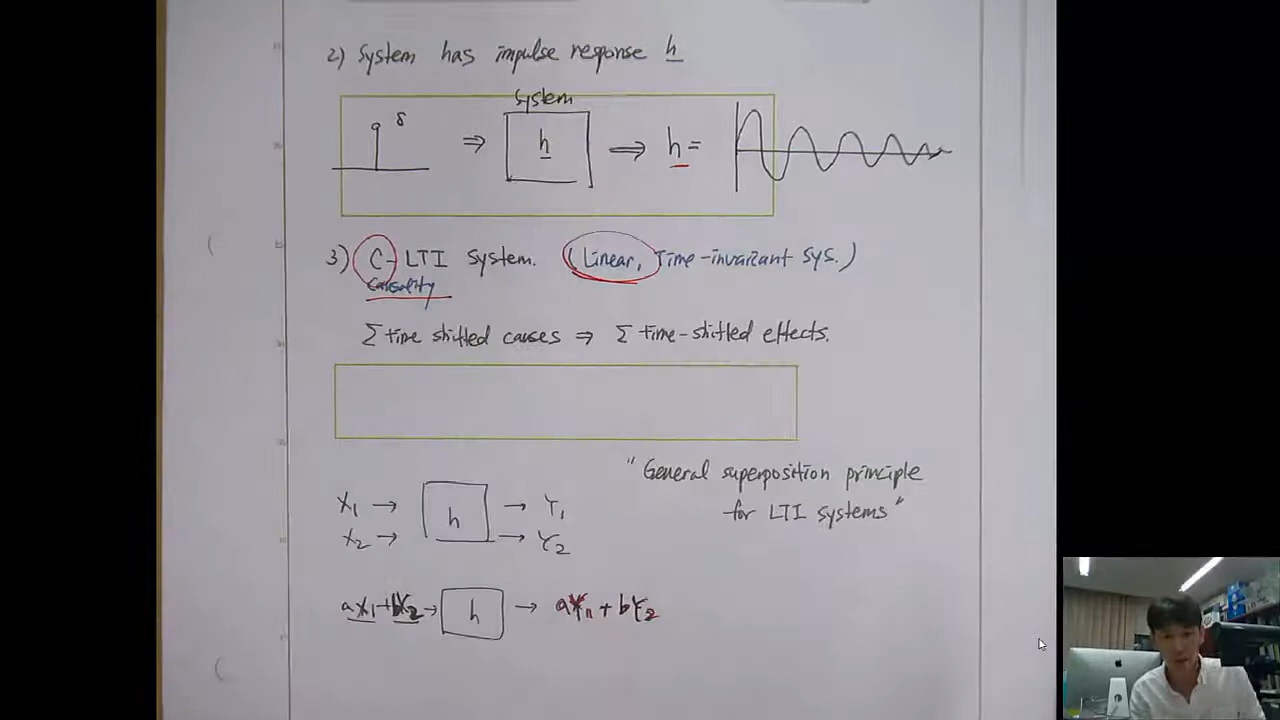 2) System has impulse response h
System
δ ⇒ h ⇒ h =
3) C-LTI System. (Linear, Time-invariant Sys.)
Causality
Σ time shifted causes ⇒ Σ time-shifted effects.
"General superposition principle
for LTI systems"
X1 → h → Y1
X2 → → Y2
aX1+bX2 → h → aY1 + bY2